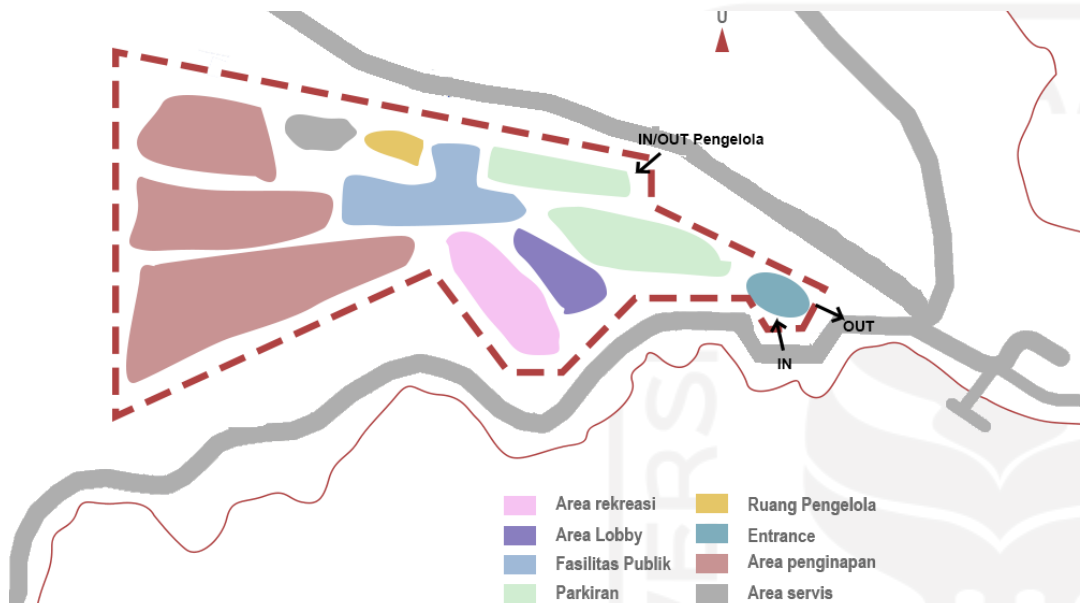 U
IN/OUT Pengelola
OUT
IN
Area rekreasi
Area Lobby
Fasilitas Publik
Parkiran
Ruang Pengelola
Entrance
Area penginapan
Area servis
VERS